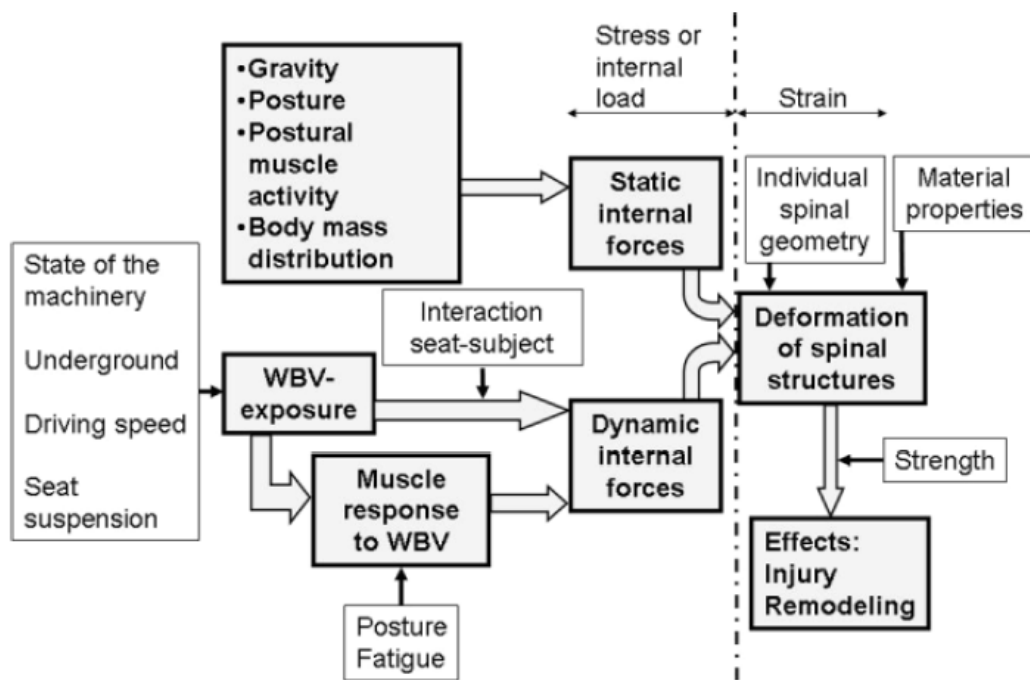 •Gravity
•Posture
•Postural
muscle
activity
•Body mass
distribution
Stress or
internal
load
Strain
Static
internal
forces
Individual
spinal
geometry
Material
properties
State of the
machinery
Underground
Driving speed
Seat
suspension
Interaction
seat-subject
WBV-
exposure
Muscle
response
to WBV
Dynamic
internal
forces
Deformation
of spinal
structures
Strength
Effects:
Injury
Remodeling
Posture
Fatigue